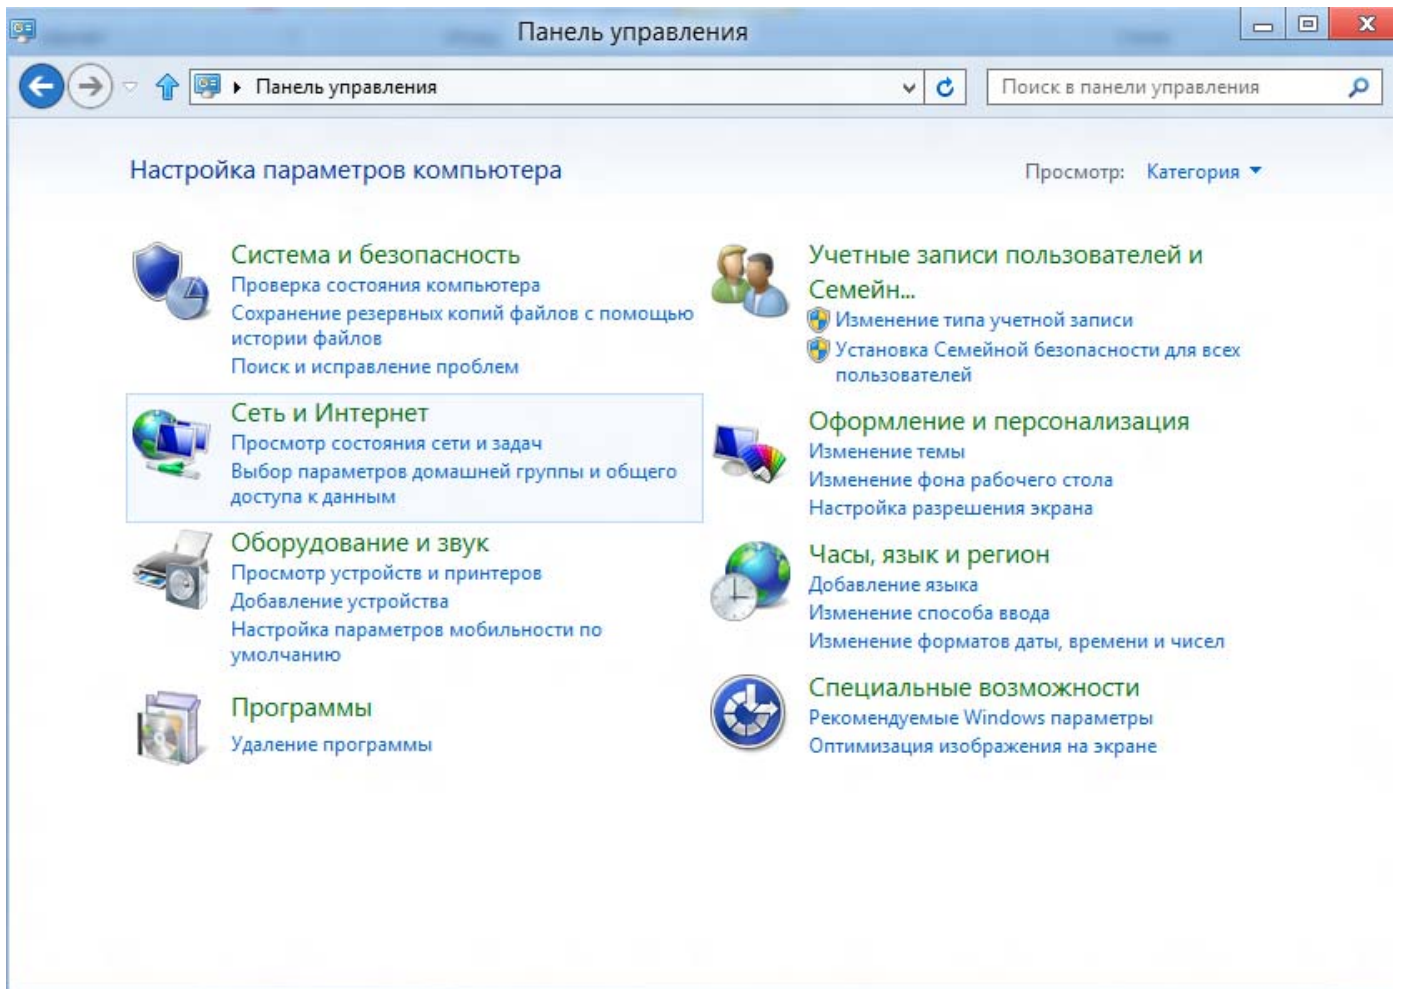 Панель управления
Панель управления
Поиск в панели управления
Настройка параметров компьютера
Просмотр: Категория
Система и безопасность
Проверка состояния компьютера
Сохранение резервных копий файлов с помощью
истории файлов
Поиск и исправление проблем
Сеть и Интернет
Просмотр состояния сети и задач
Выбор параметров домашней группы и общего
доступа к данным
Оборудование и звук
Просмотр устройств и принтеров
Добавление устройства
Настройка параметров мобильности по
умолчанию
Программы
Удаление программы
Учетные записи пользователей и
Семейн...
Изменение типа учетной записи
Установка Семейной безопасности для всех
пользователей
Оформление и персонализация
Изменение темы
Изменение фона рабочего стола
Настройка разрешения экрана
Часы, язык и регион
Добавление языка
Изменение способа ввода
Изменение форматов даты, времени и чисел
Специальные возможности
Рекомендуемые Windows параметры
Оптимизация изображения на экране